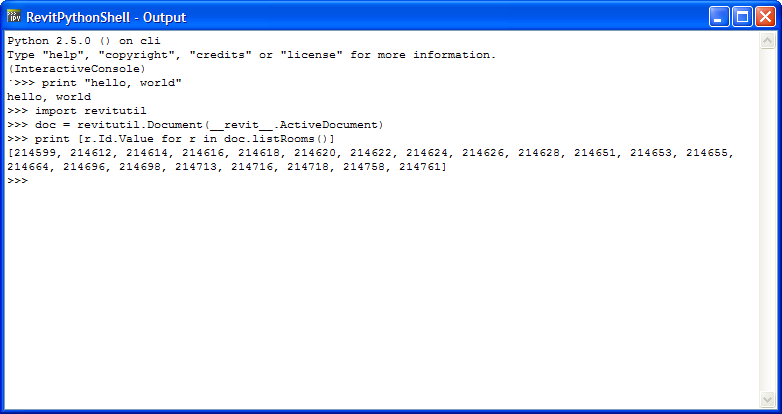 RevitPythonShell - Output
Python 2.5.0 () on cli
Type "help", "copyright", "credits" or "license" for more information.
(InteractiveConsole)
`>>> print "hello, world"
hello, world
>>> import revitutil
>>> doc = revitutil.Document(__revit__.ActiveDocument)
>>> print [r.Id.Value for r in doc.listRooms()]
[214599, 214612, 214614, 214616, 214618, 214620, 214622, 214624, 214626, 214628, 214651, 214653, 214655,
214664, 214696, 214698, 214713, 214716, 214718, 214758, 214761]
>>>